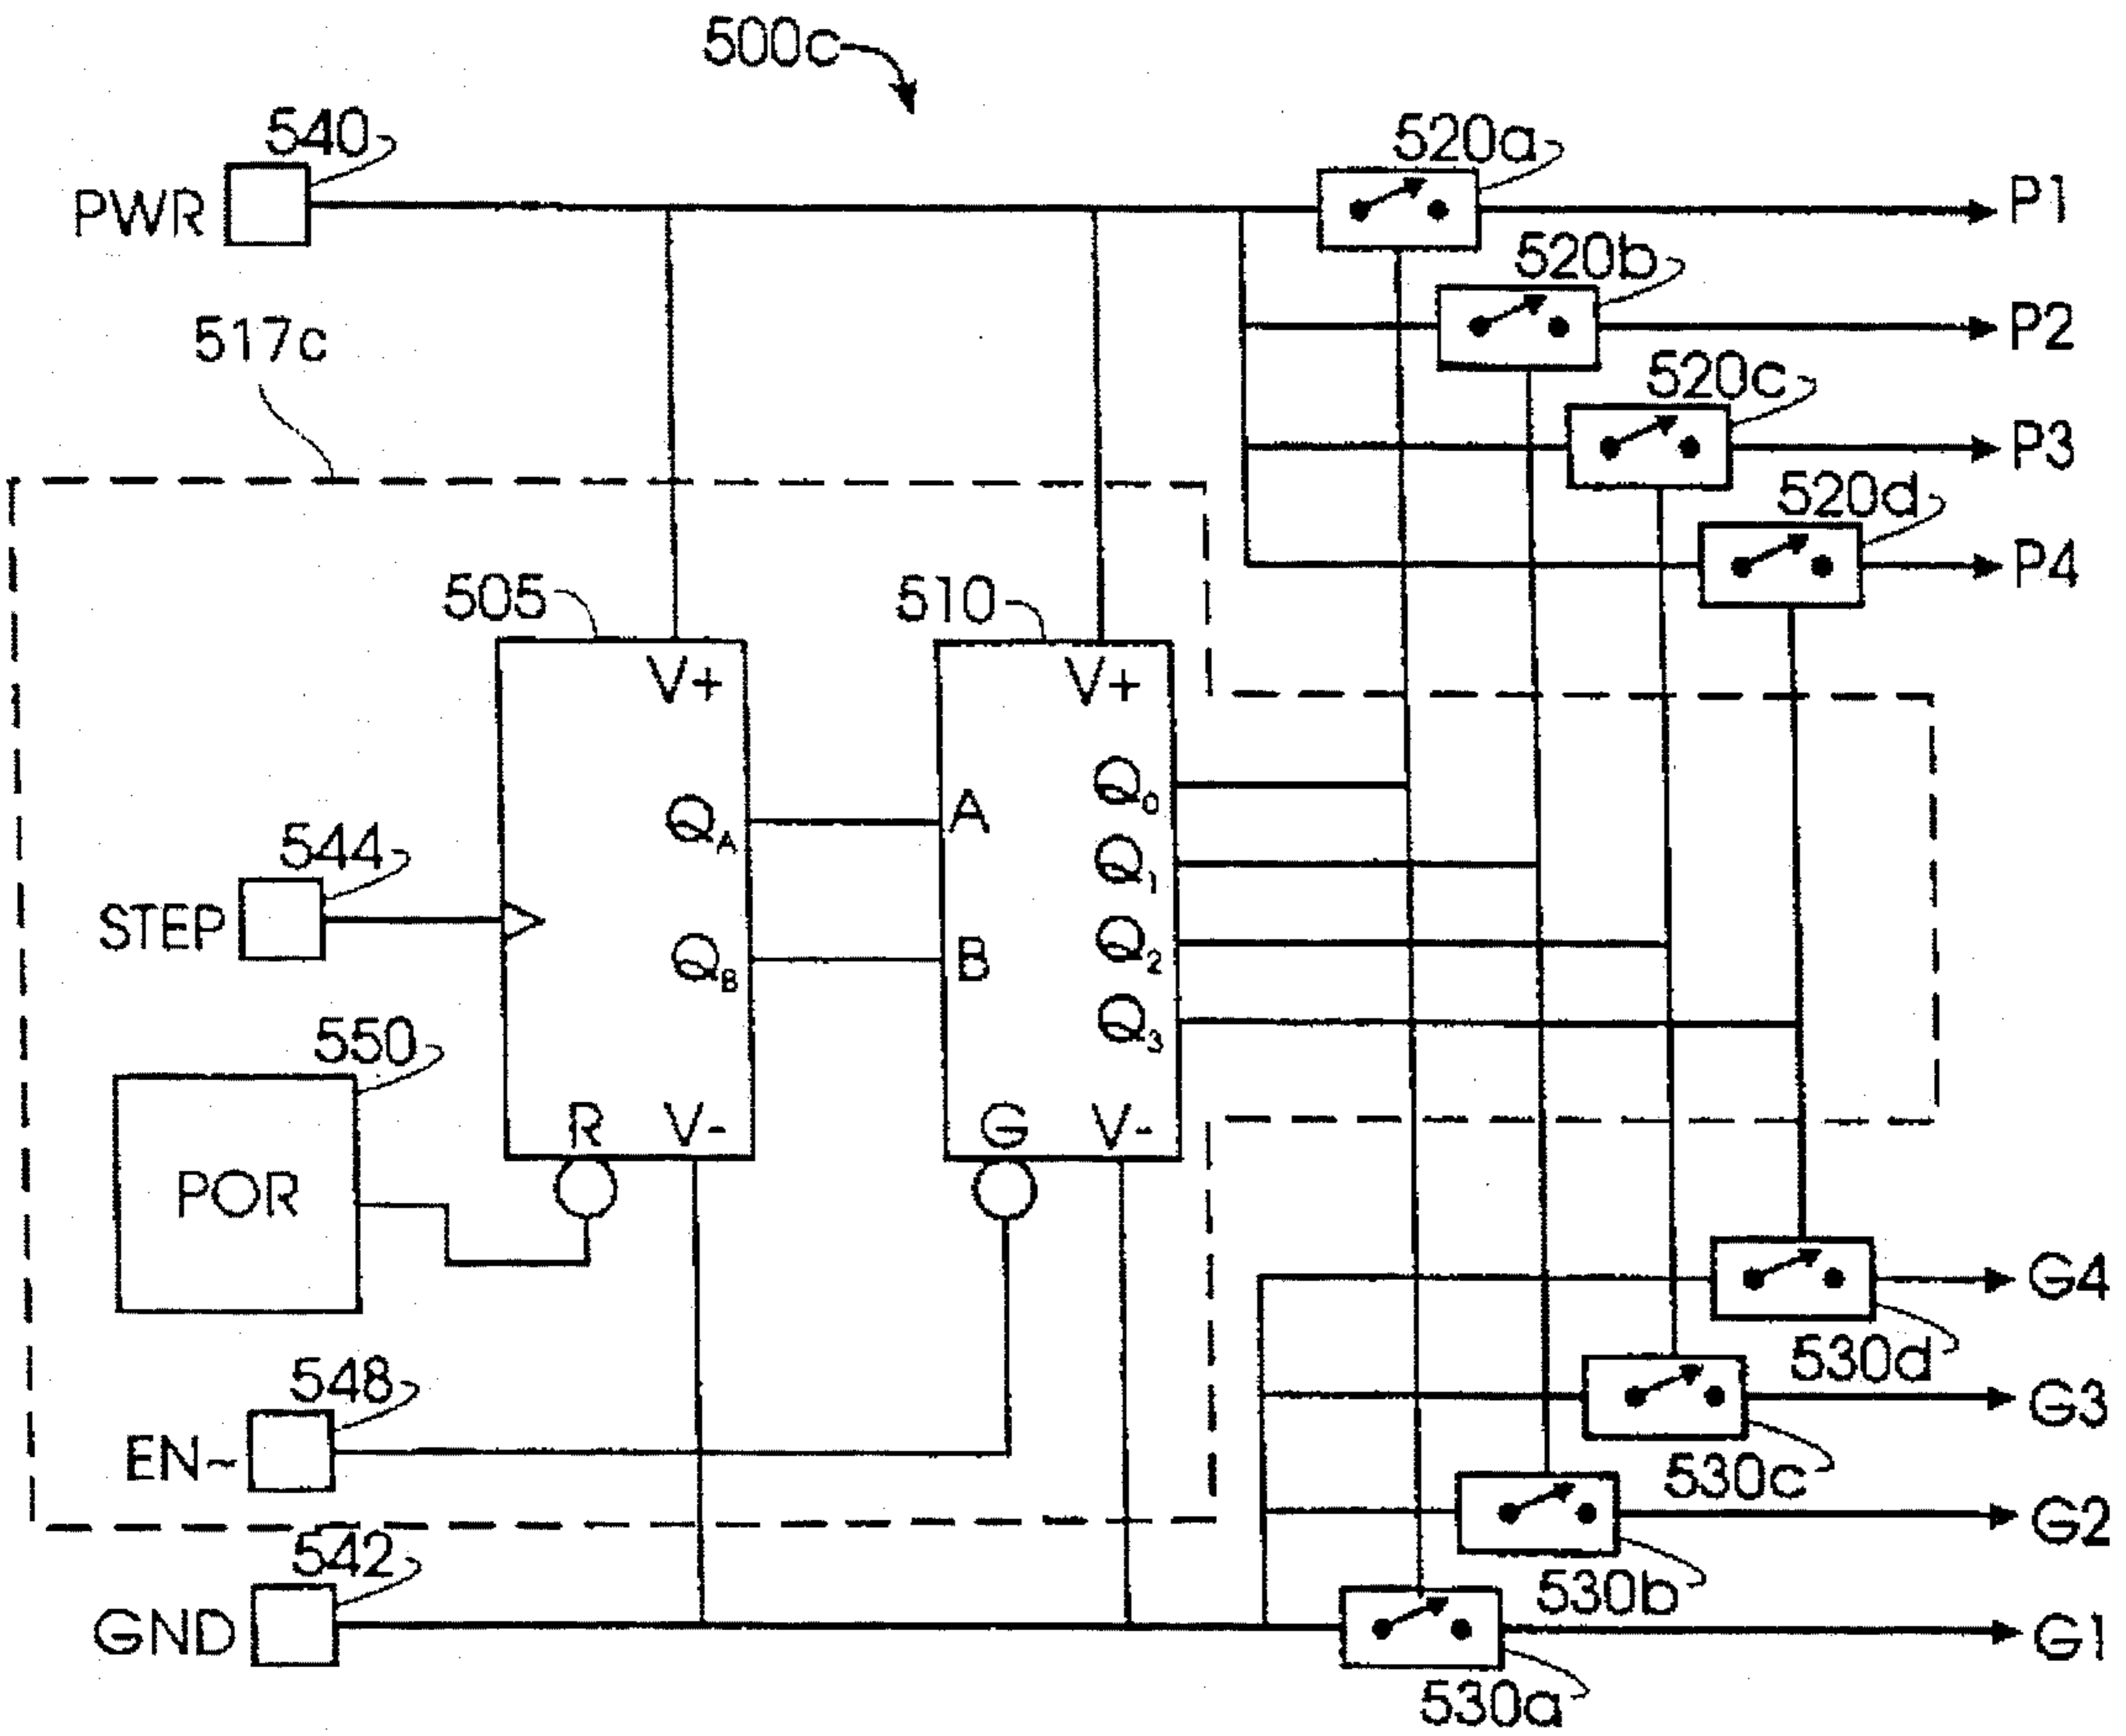 500c
540
PWR
520a
P1
520b
P2
517c
520c
P3
520d
P4
505
510
V+
V+
Q0
A
QA
544
Q1
STEP
Q2
B
QB
Q3
550
R
V-
G
V-
POR
G4
530d
548
EN~
G3
530c
G2
542
530b
GND
G1
530a